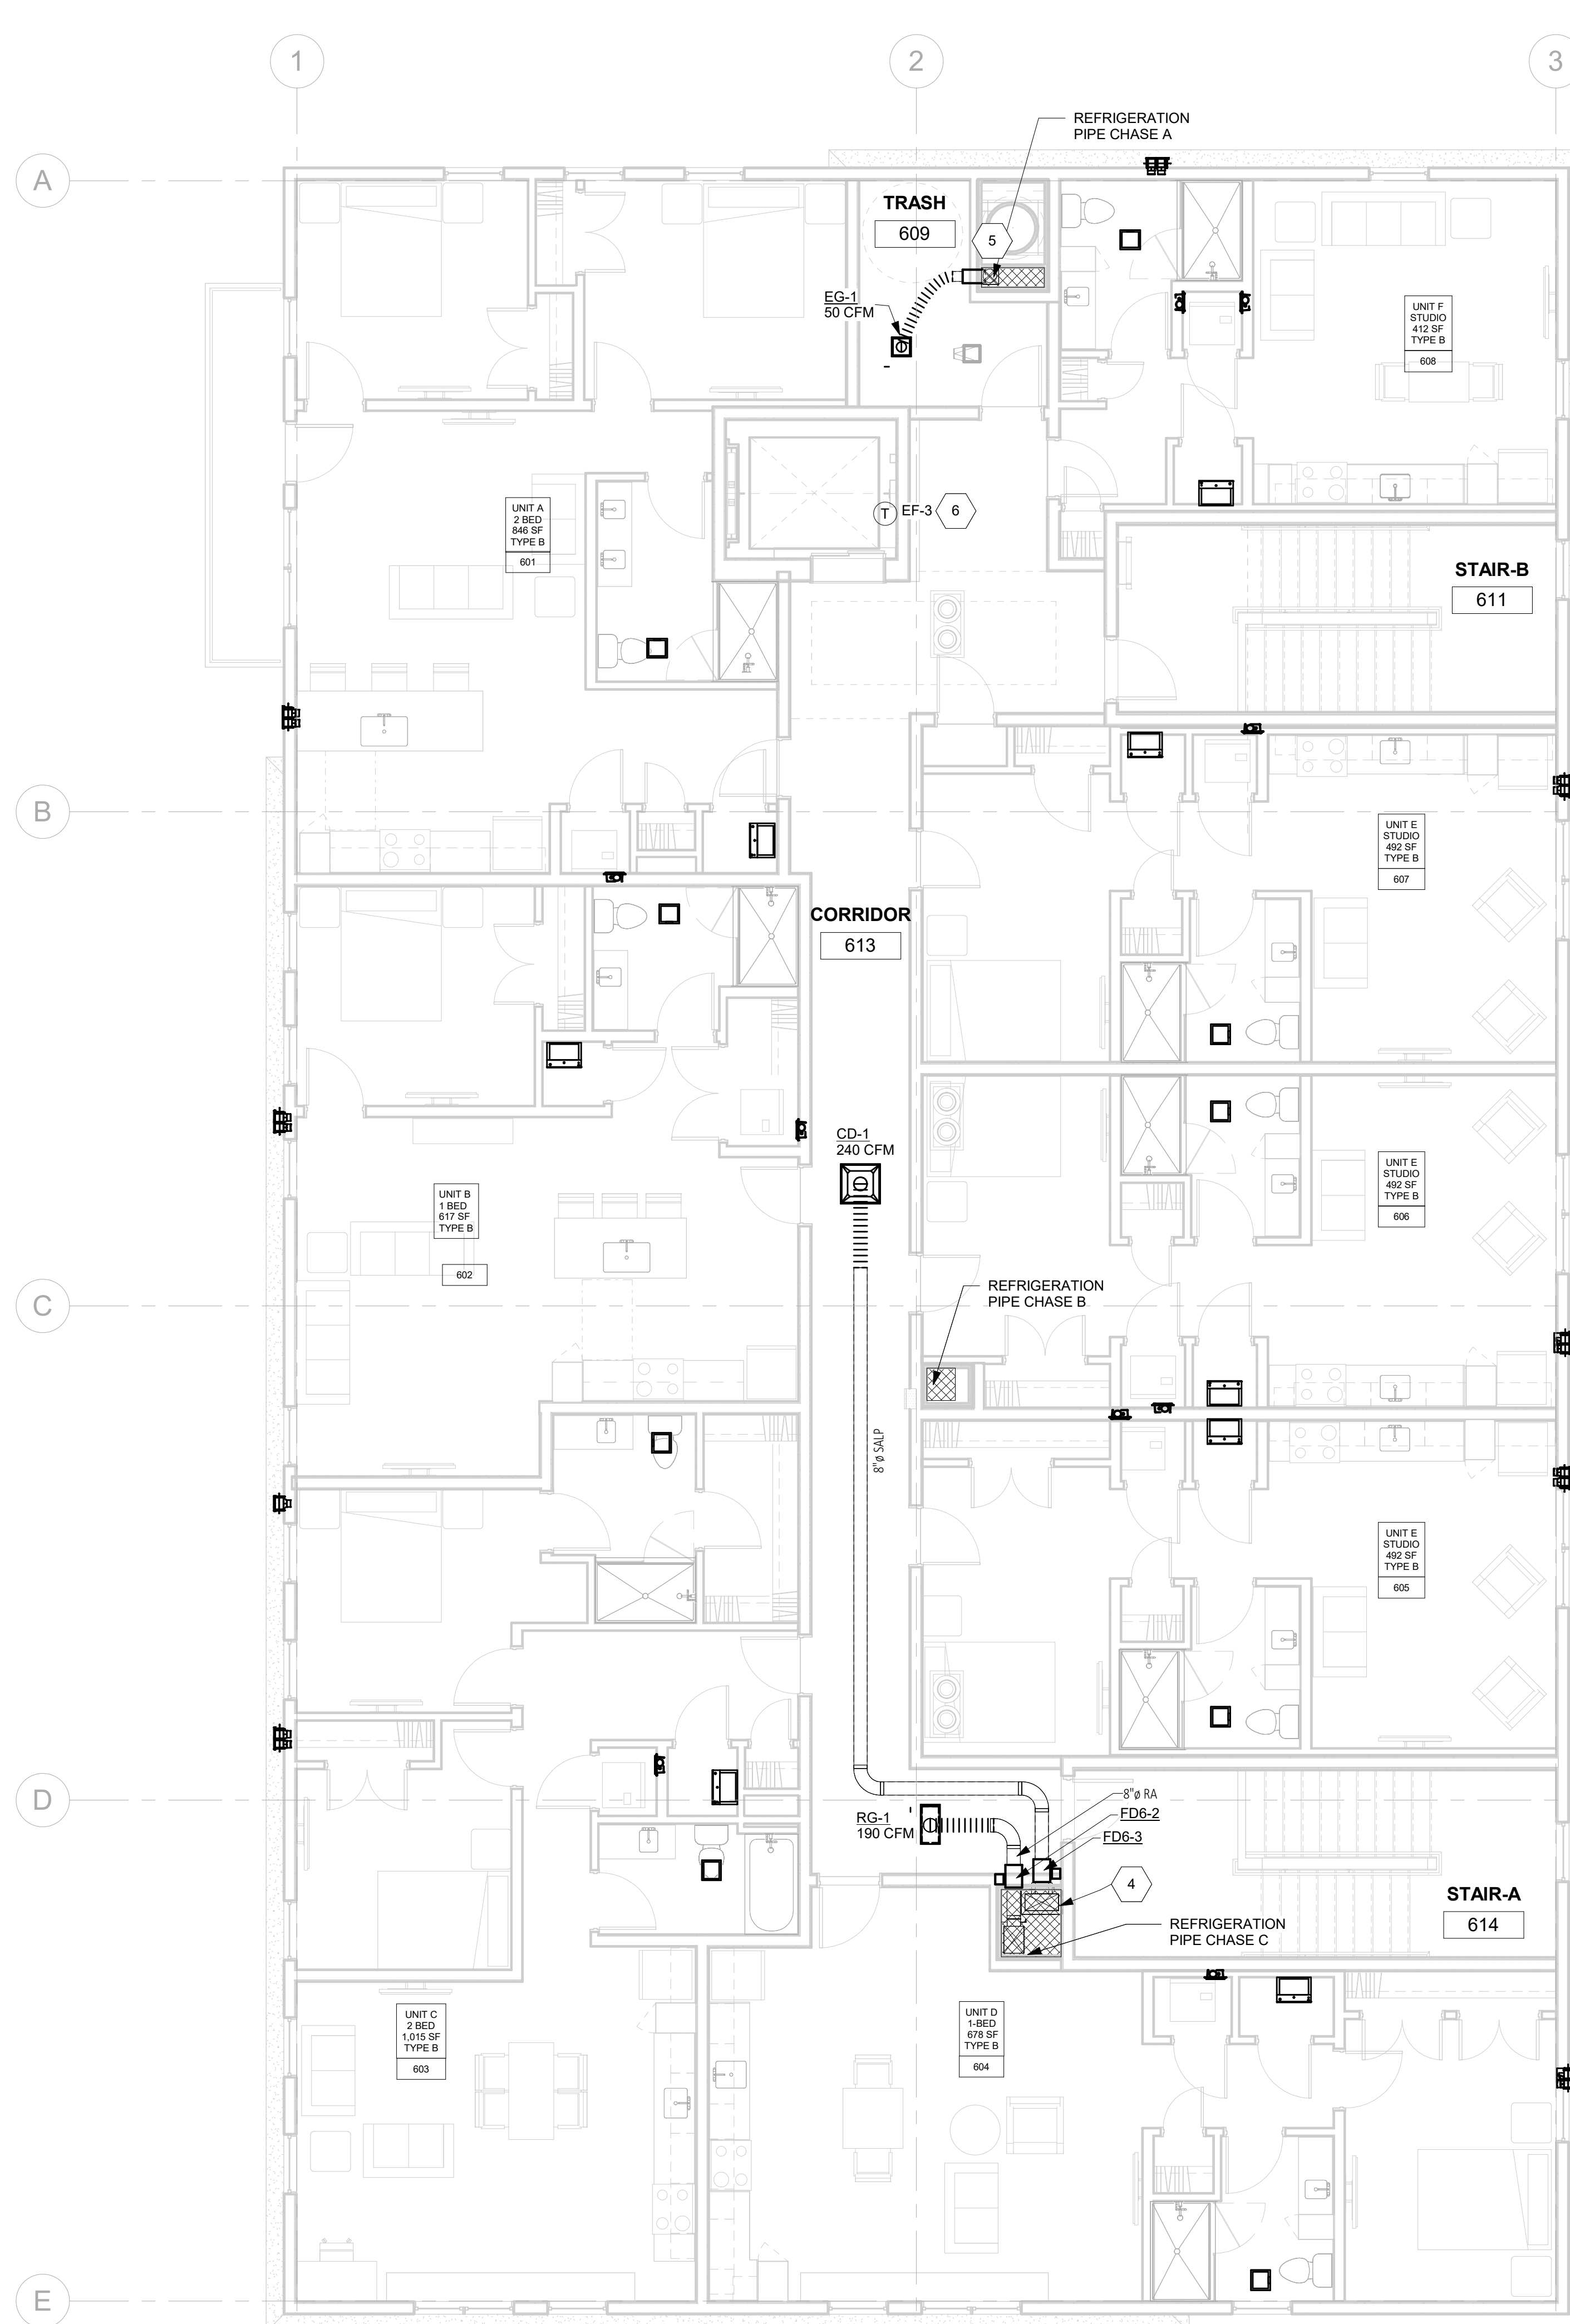 1
2
3
REFRIGERATION
PIPE CHASE A
A
TRASH
609
5
EG-1
50 CFM
UNIT F
STUDIO
412 SF
TYPE B
608
UNIT A
2 BED
846 SF
TYPE B
601
T
EF-3
6
STAIR-B
611
B
UNIT E
STUDIO
492 SF
TYPE B
607
CORRIDOR
613
CD-1
240 CFM
UNIT E
STUDIO
492 SF
TYPE B
606
UNIT B
1 BED
617 SF
TYPE B
602
C
REFRIGERATION
PIPE CHASE B
8"ø SALP
UNIT E
STUDIO
492 SF
TYPE B
605
D
8"ø RA
RG-1
190 CFM
FD6-2
FD6-3
4
STAIR-A
614
REFRIGERATION
PIPE CHASE C
UNIT C
2 BED
1,015 SF
TYPE B
603
UNIT D
1-BED
678 SF
TYPE B
604
E